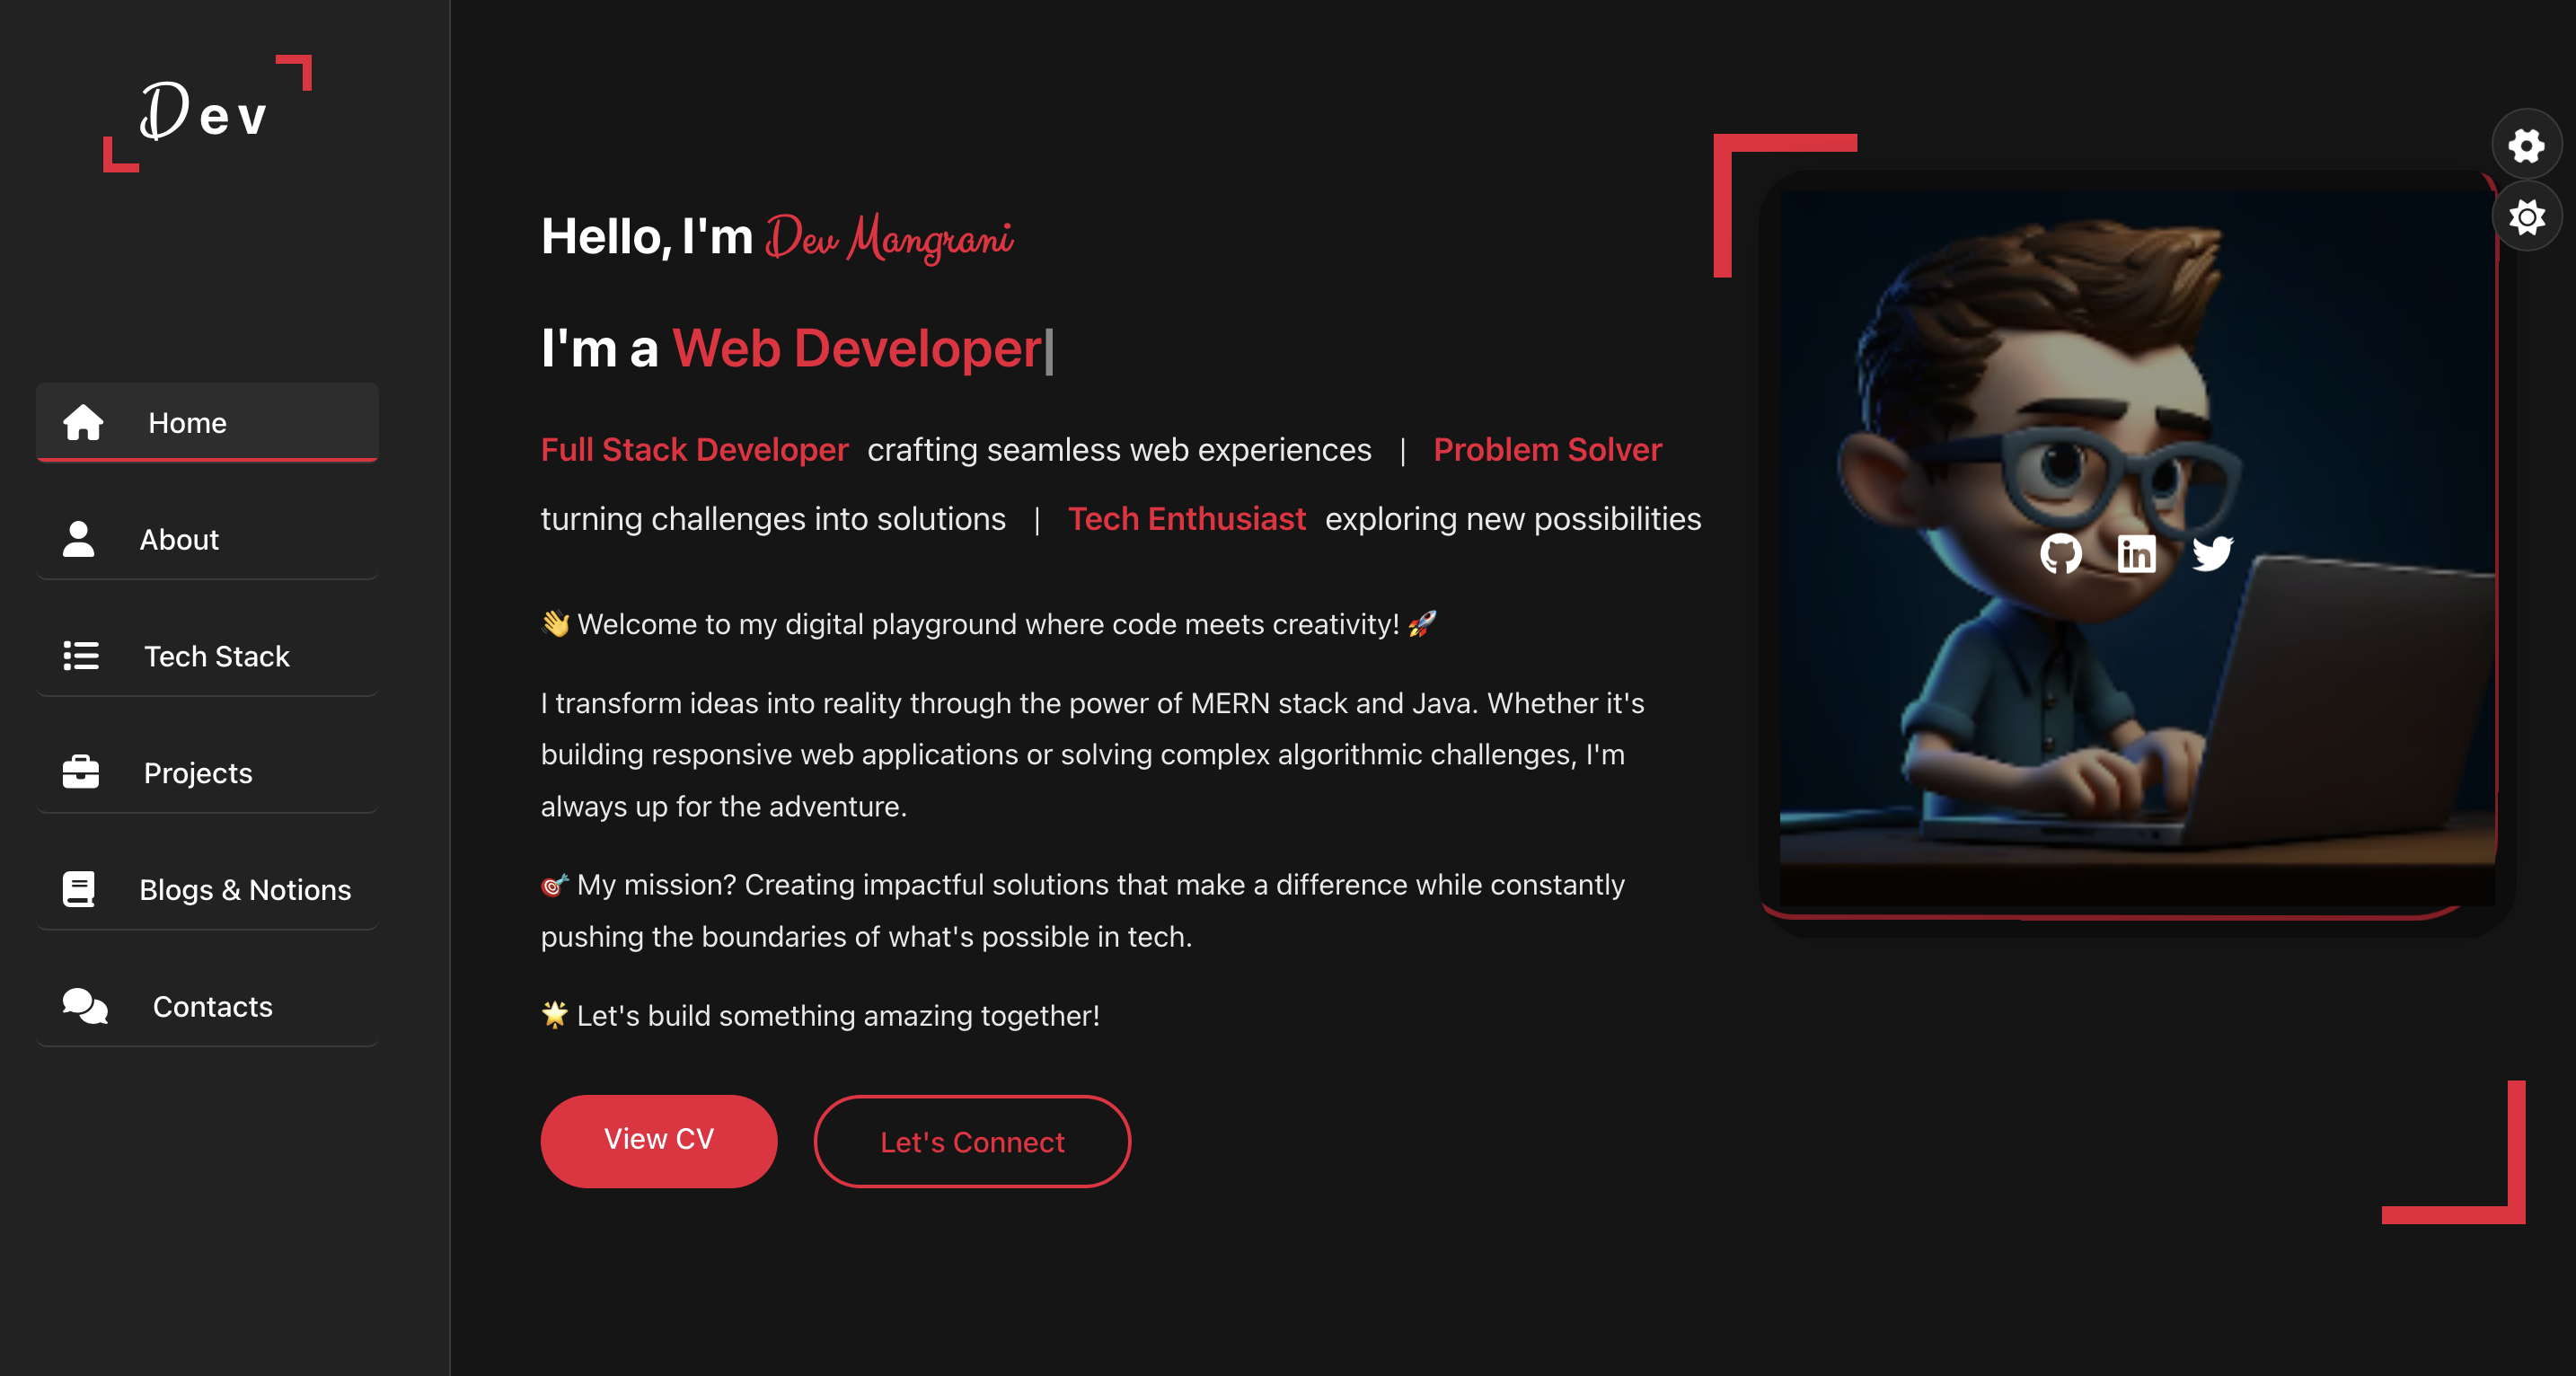 Dev
Home
About
Tech Stack
Projects
Blogs & Notions
Contacts
Hello, I'm Dev Mangrani
I'm a Web Developer|
Full Stack Developer crafting seamless web experiences | Problem Solver
turning challenges into solutions | Tech Enthusiast exploring new possibilities
👋 Welcome to my digital playground where code meets creativity! 🚀
I transform ideas into reality through the power of MERN stack and Java. Whether it's
building responsive web applications or solving complex algorithmic challenges, I'm
always up for the adventure.
🎯 My mission? Creating impactful solutions that make a difference while constantly
pushing the boundaries of what's possible in tech.
🌟 Let's build something amazing together!
View CV
Let's Connect
in